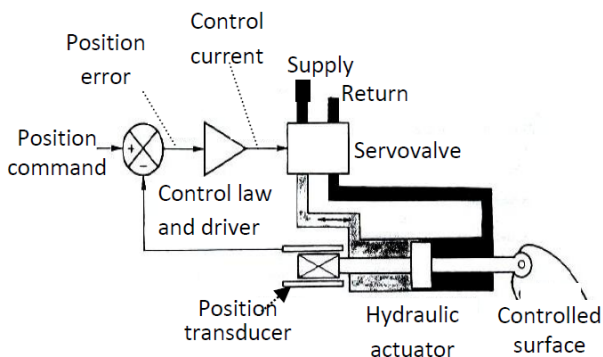 Position
error
Control
current
Supply
Return
Position
command
+
−
Servovalve
Control law
and driver
Position
transducer
Hydraulic
actuator
Controlled
surface